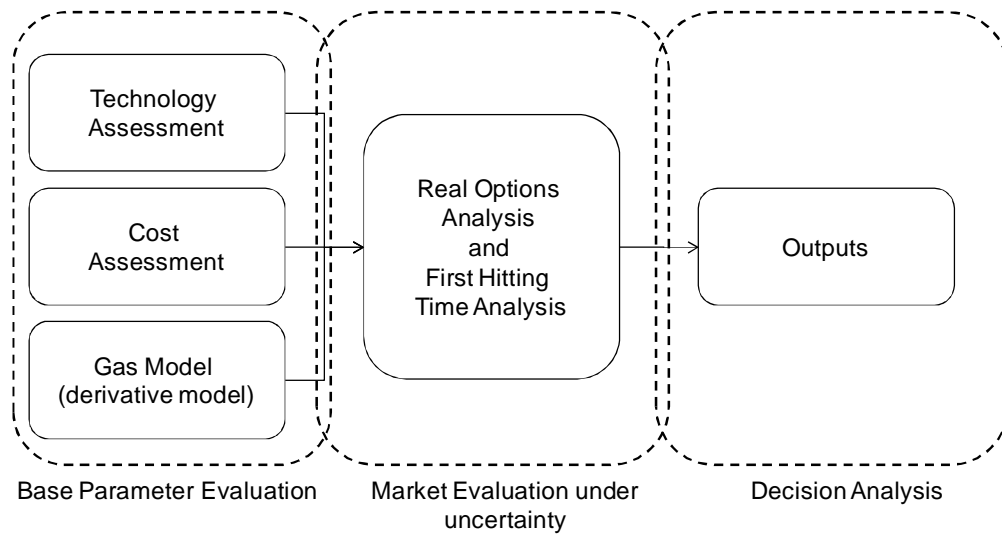 Technology
Assessment
Cost
Assessment
Gas Model
(derivative model)
Real Options
Analysis
and
First Hitting
Time Analysis
Outputs
Base Parameter Evaluation
Market Evaluation under
uncertainty
Decision Analysis